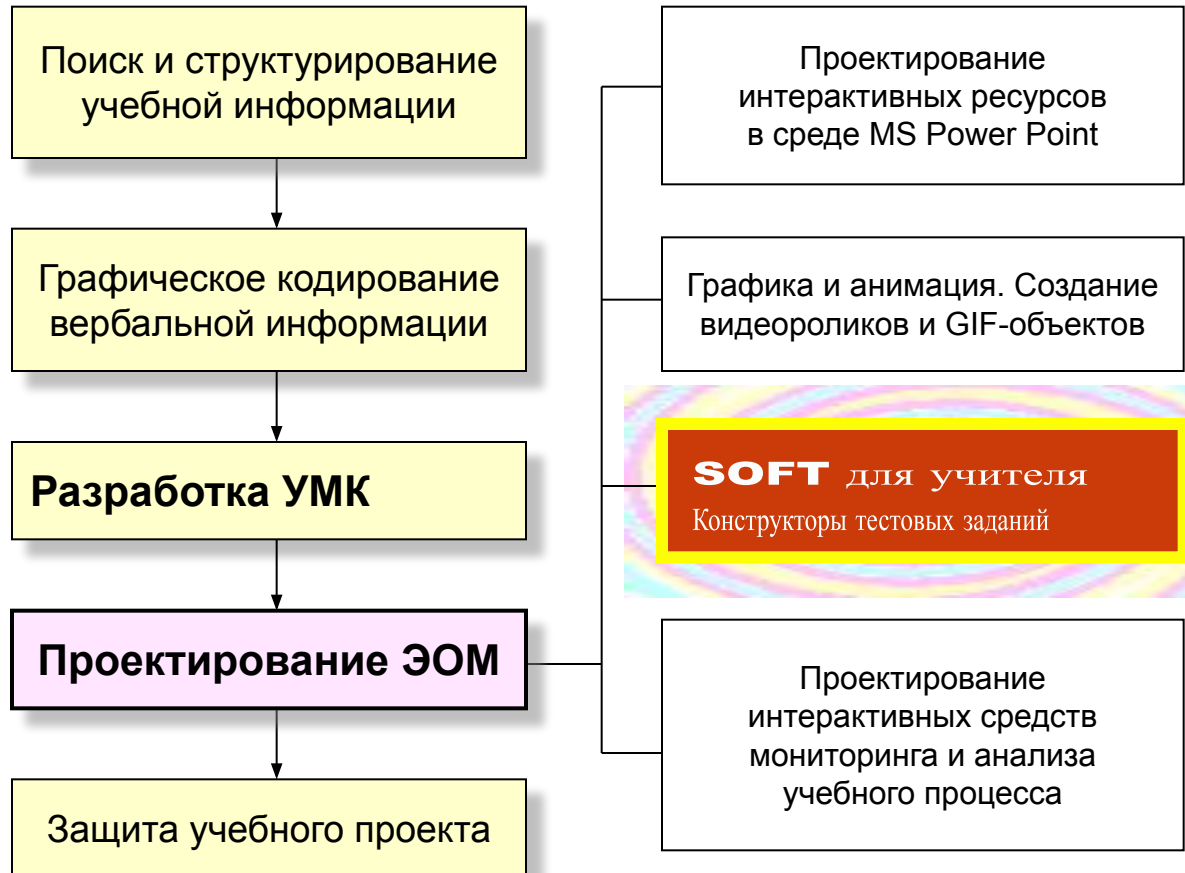 Поиск и структурирование
учебной информации
Графическое кодирование
вербальной информации
Разработка УМК
Проектирование ЭОМ
Защита учебного проекта
Проектирование
интерактивных ресурсов
в среде MS Power Point
Графика и анимация. Создание
видеороликов и GIF-объектов
SOFT для учителя
Конструкторы тестовых заданий
Проектирование
интерактивных средств
мониторинга и анализа
учебного процесса